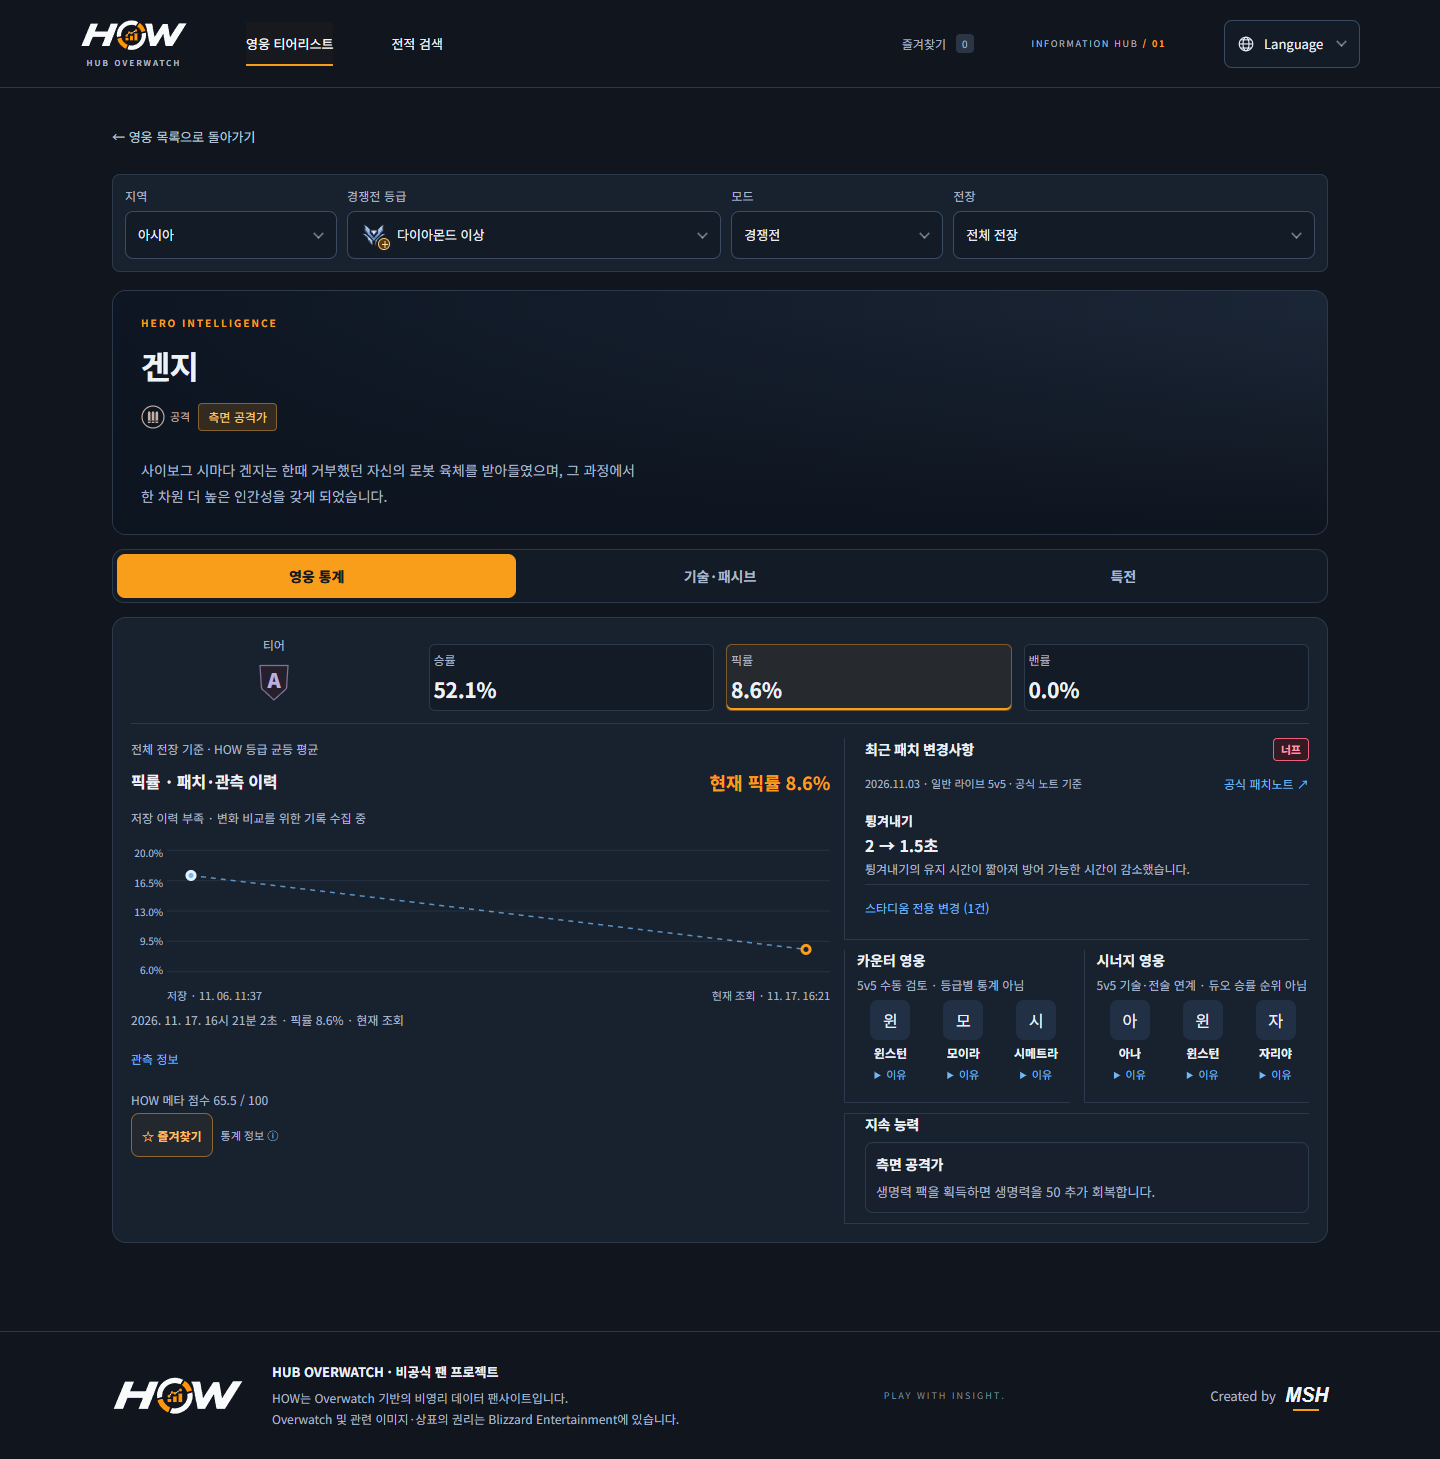 HOW
HUB OVERWATCH
영웅 티어리스트
전적 검색
즐겨찾기 0
INFORMATION HUB / 01
Language
← 영웅 목록으로 돌아가기
지역
경쟁전 등급
모드
전장
아시아
다이아몬드 이상
경쟁전
전체 전장
HERO INTELLIGENCE
겐지
공격
측면 공격가
사이보그 시마다 겐지는 한때 거부했던 자신의 로봇 육체를 받아들였으며, 그 과정에서
한 차원 더 높은 인간성을 갖게 되었습니다.
영웅 통계
기술·패시브
특전
티어
A
승률
52.1%
픽률
8.6%
밴률
0.0%
전체 전장 기준 · HOW 등급 균등 평균
픽률 · 패치·관측 이력
현재 픽률 8.6%
저장 이력 부족 · 변화 비교를 위한 기록 수집 중
20.0%
16.5%
13.0%
9.5%
6.0%
저장 · 11. 06. 11:37
현재 조회 · 11. 17. 16:21
2026. 11. 17. 16시 21분 2초 · 픽률 8.6% · 현재 조회
관측 정보
HOW 메타 점수 65.5 / 100
☆ 즐겨찾기
통계 정보 ⓘ
최근 패치 변경사항
너프
2026.11.03 · 일반 라이브 5v5 · 공식 노트 기준
공식 패치노트 ↗
튕겨내기
2 → 1.5초
튕겨내기의 유지 시간이 짧아져 방어 가능한 시간이 감소했습니다.
스타디움 전용 변경 (1건)
카운터 영웅
5v5 수동 검토 · 등급별 통계 아님
윈
모
시
윈스턴
모이라
시메트라
▶ 이유
▶ 이유
▶ 이유
시너지 영웅
5v5 기술·전술 연계 · 듀오 승률 순위 아님
아
윈
자
아나
윈스턴
자리야
▶ 이유
▶ 이유
▶ 이유
지속 능력
측면 공격가
생명력 팩을 획득하면 생명력을 50 추가 회복합니다.
HOW
HUB OVERWATCH · 비공식 팬 프로젝트
HOW는 Overwatch 기반의 비영리 데이터 팬사이트입니다.
Overwatch 및 관련 이미지·상표의 권리는 Blizzard Entertainment에 있습니다.
PLAY WITH INSIGHT.
Created by MSH